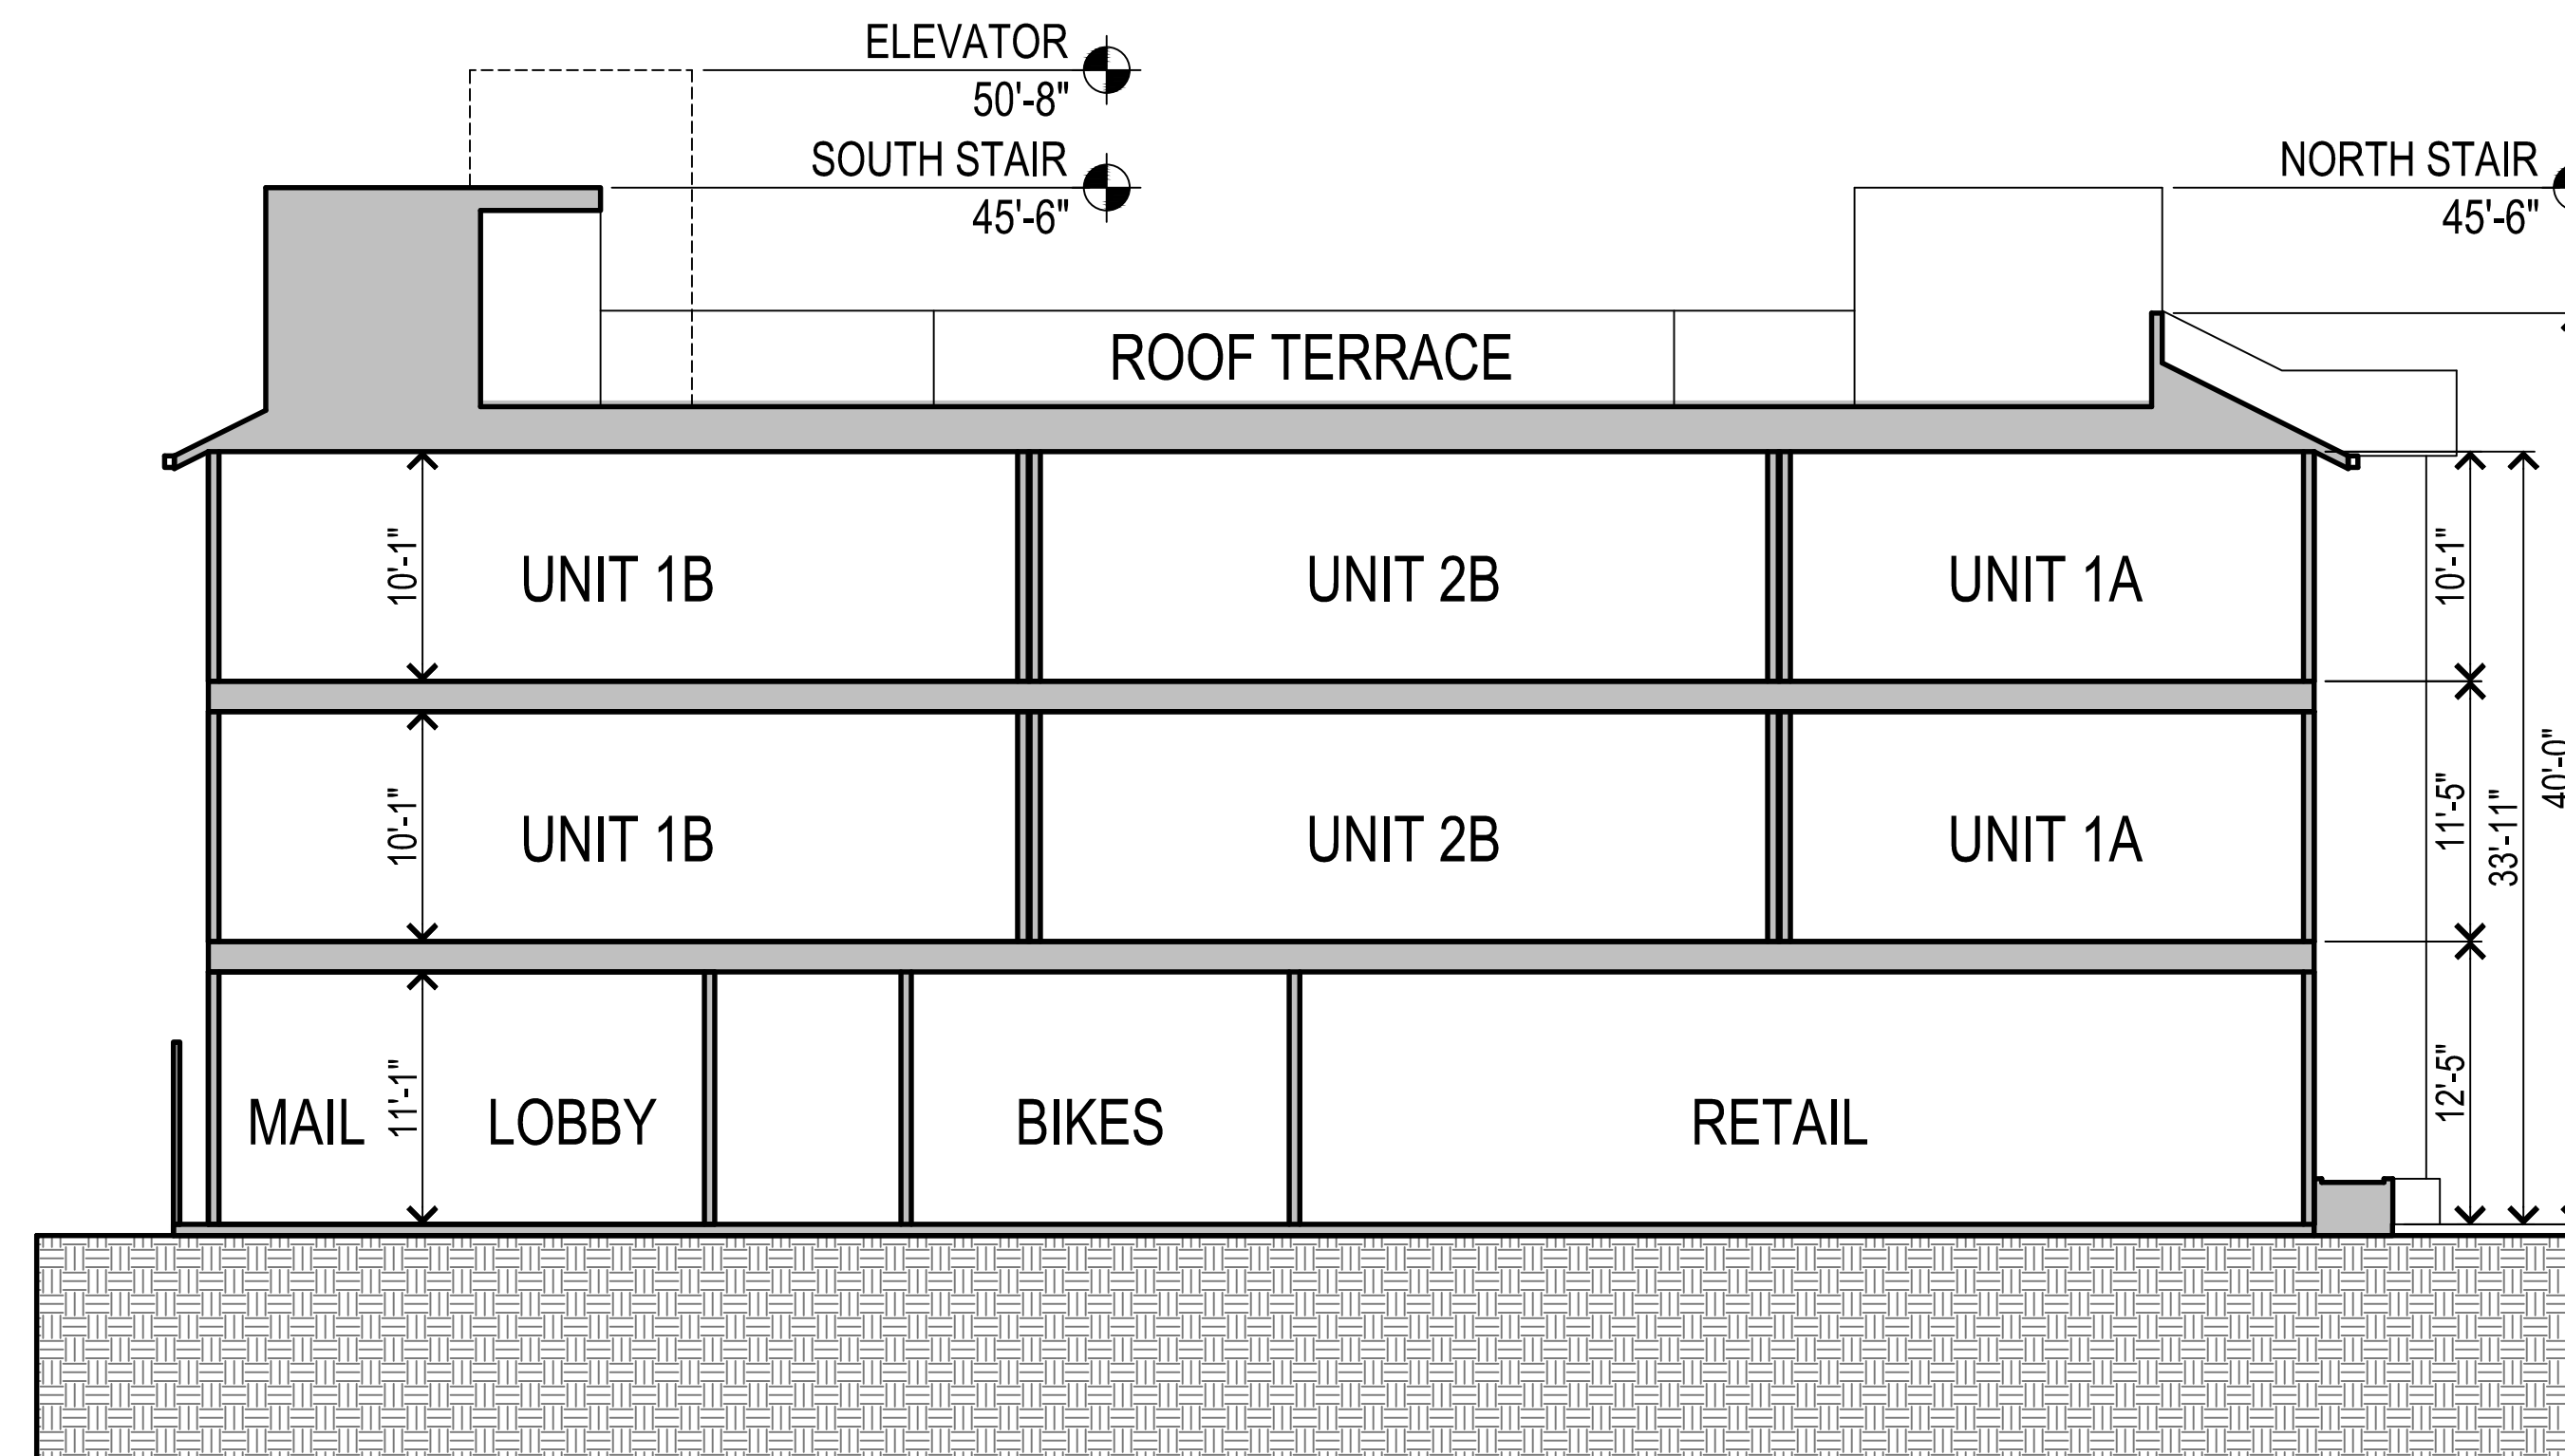 ELEVATOR
50'-8"
SOUTH STAIR
45'-6"
NORTH STAIR
45'-6"
ROOF TERRACE
10'-1"
UNIT 1B
UNIT 2B
UNIT 1A
10'-1"
10'-1"
UNIT 1B
UNIT 2B
UNIT 1A
11'-5"
33'-11"
40'-0"
MAIL
11'-1"
LOBBY
BIKES
RETAIL
12'-5"